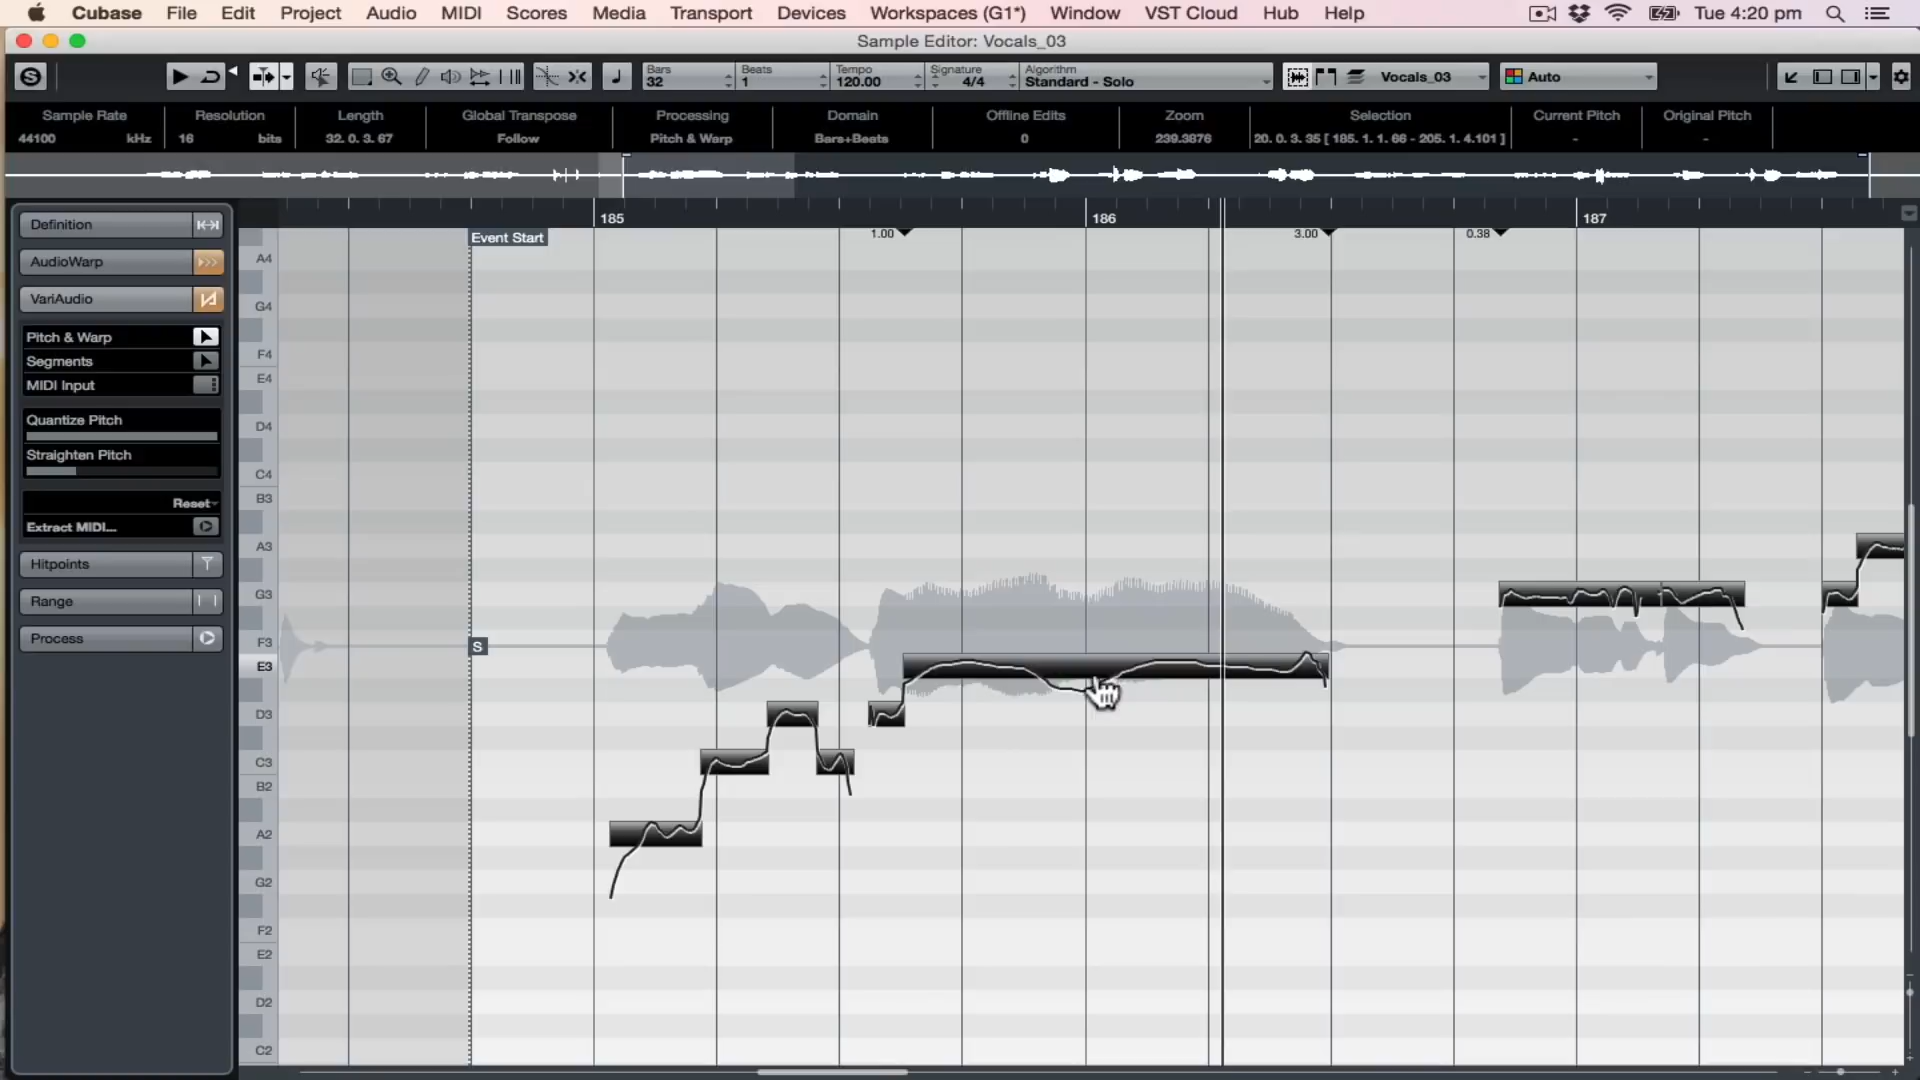 Cubase File Edit Project Audio MIDI Scores Media Transport Devices Workspaces (G1*) Window VST Cloud Hub Help Tue 4:20 pm
Sample Editor: Vocals_03
Bars Beats Tempo Signature Algorithm
32 1 120.00 4/4 Standard - Solo Vocals_03 Auto
Sample Rate Resolution Length Global Transpose Processing Domain Offline Edits Zoom Selection Current Pitch Original Pitch
44100 kHz 16 bits 32. 0. 3. 67 Follow Pitch & Warp Bars+Beats 0 239.3876 20. 0. 3. 35 [ 185. 1. 1. 66 - 205. 1. 4.101 ] - -
185 186 187
Event Start 1.00 3.00 0.38
Definition
AudioWarp
VariAudio
Pitch & Warp
Segments
MIDI Input
Quantize Pitch
Straighten Pitch
Reset
Extract MIDI...
Hitpoints
Range
Process
A4
G4
F4
E4
D4
C4
B3
A3
G3
F3
E3
D3
C3
B2
A2
G2
F2
E2
D2
C2
S